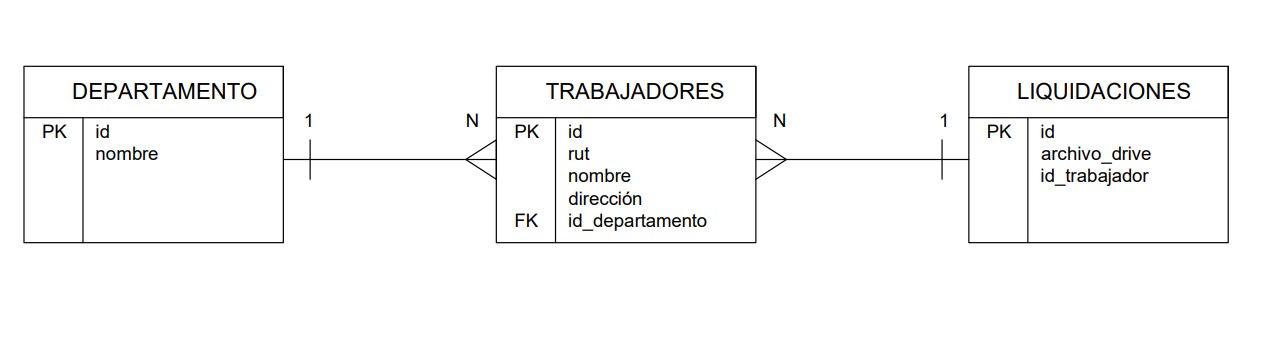 DEPARTAMENTO
PK id
nombre
1
N
TRABAJADORES
PK id
rut
nombre
dirección
FK id_departamento
N
1
LIQUIDACIONES
PK id
archivo_drive
id_trabajador